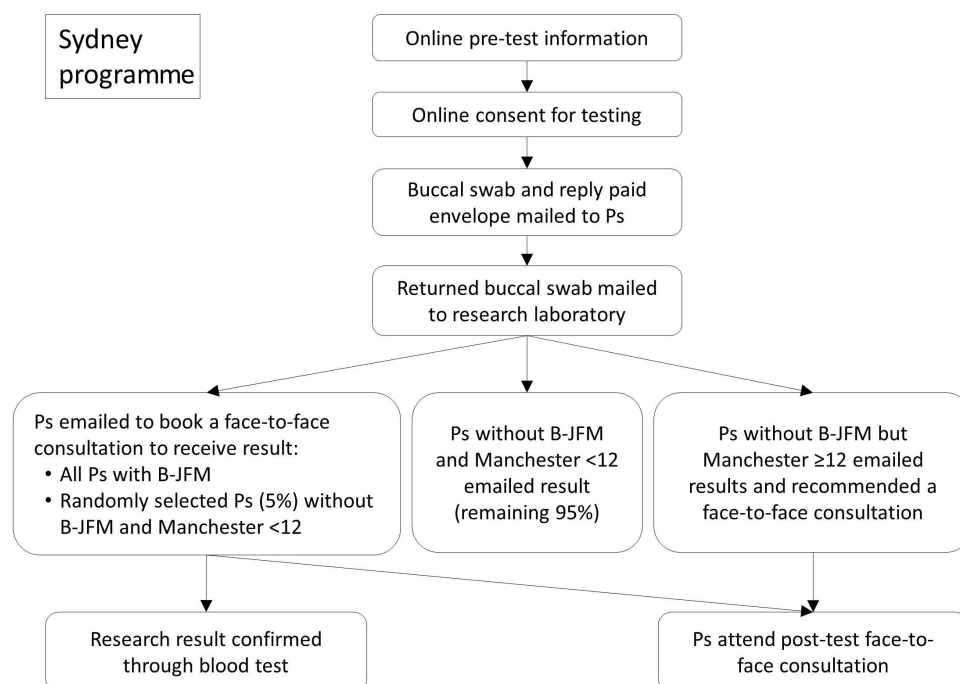 Sydney
programme
Online pre-test information
Online consent for testing
Buccal swab and reply paid
envelope mailed to Ps
Returned buccal swab mailed
to research laboratory
Ps emailed to book a face-to-face
consultation to receive result:
• All Ps with B-JFM
• Randomly selected Ps (5%) without
B-JFM and Manchester <12
Ps without B-JFM
and Manchester <12
emailed result
(remaining 95%)
Ps without B-JFM but
Manchester ≥12 emailed
results and recommended a
face-to-face consultation
Research result confirmed
through blood test
Ps attend post-test face-to-
face consultation